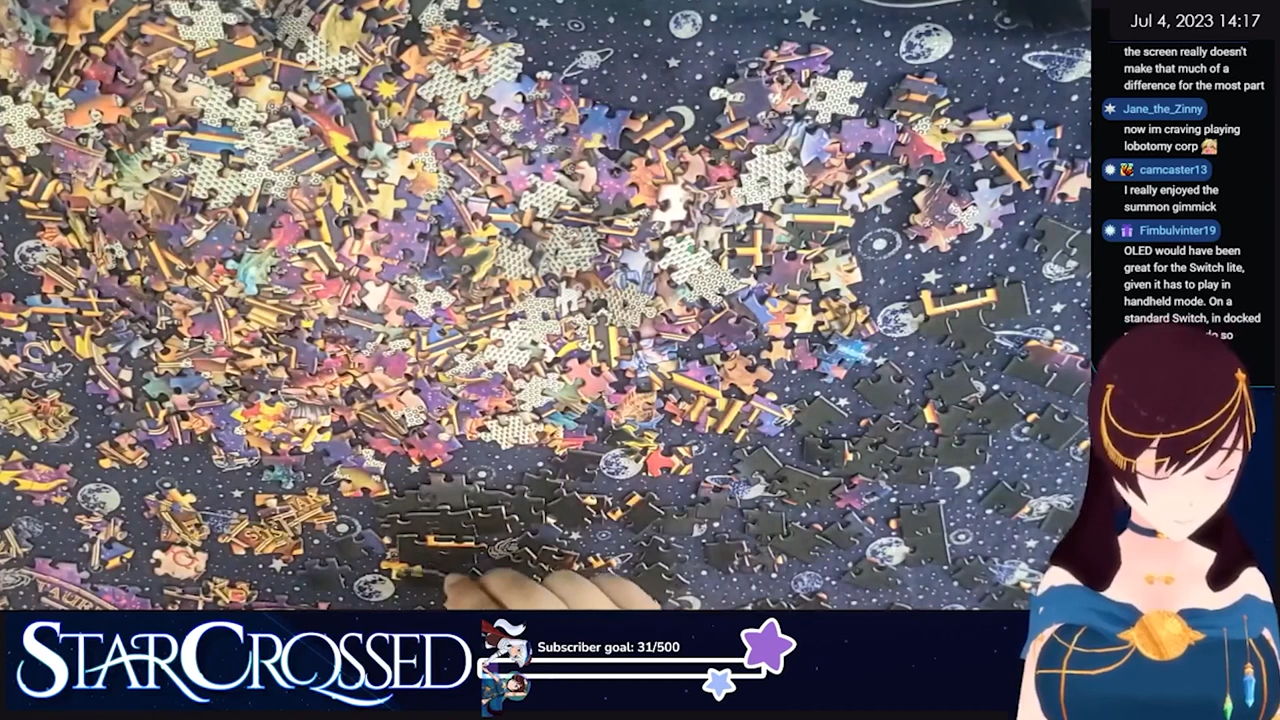 Jul 4, 2023 14:17
the screen really doesn't
make that much of a
difference for the most part
Jane_the_Zinny
now im craving playing
lobotomy corp
camcaster13
I really enjoyed the
summon gimmick
Fimbulvinter19
OLED would have been
great for the Switch lite,
given it has to play in
handheld mode. On a
standard Switch, in docked
so
STARCROSSED
Subscriber goal: 31/500